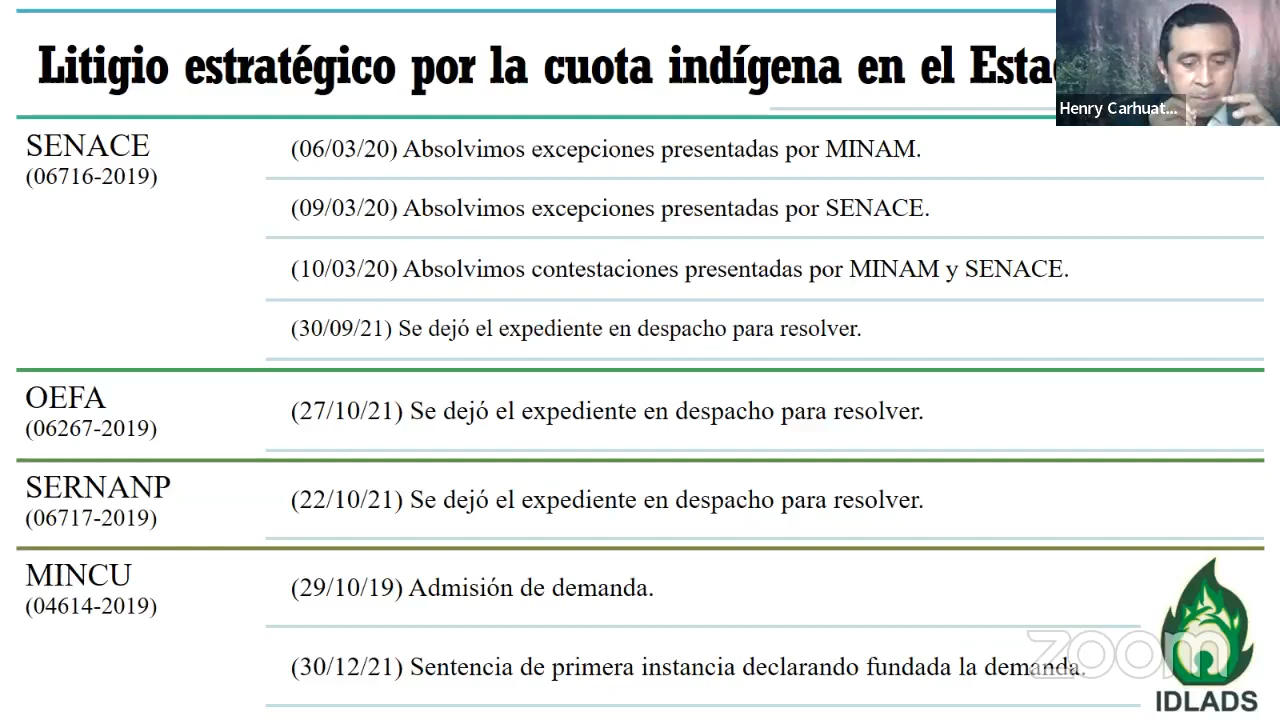 Litigio estratégico por la cuota indígena en el
Henry Carhuat...
SENACE
(06716-2019)
(06/03/20) Absolvimos excepciones presentadas por MINAM.
(09/03/20) Absolvimos excepciones presentadas por SENACE.
(10/03/20) Absolvimos contestaciones presentadas por MINAM y SENACE.
(30/09/21) Se dejó el expediente en despacho para resolver.
OEFA
(06267-2019)
(27/10/21) Se dejó el expediente en despacho para resolver.
SERNANP
(06717-2019)
(22/10/21) Se dejó el expediente en despacho para resolver.
MINCU
(04614-2019)
(29/10/19) Admisión de demanda.
(30/12/21) Sentencia de primera instancia declarando fundada la demanda.
zoom
IDLADS